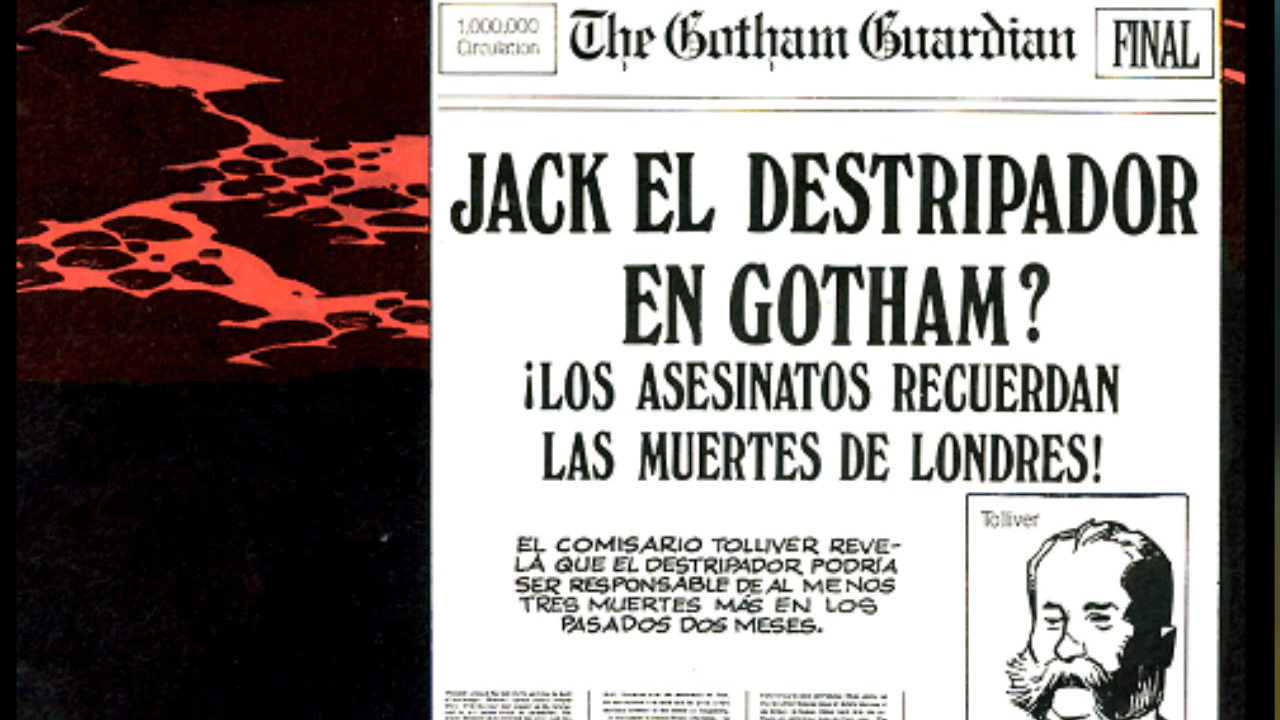 1,000,000
Circulation
The Gotham Guardian
FINAL
JACK EL DESTRIPADOR
EN GOTHAM?
¡LOS ASESINATOS RECUERDAN
LAS MUERTES DE LONDRES!
Tolliver
EL COMISARIO TOLLIVER REVE-
LA QUE EL DESTRIPADOR PODRÍA
SER RESPONSABLE DE AL MENOS
TRES MUERTES MÁS EN LOS
PASADOS DOS MESES.